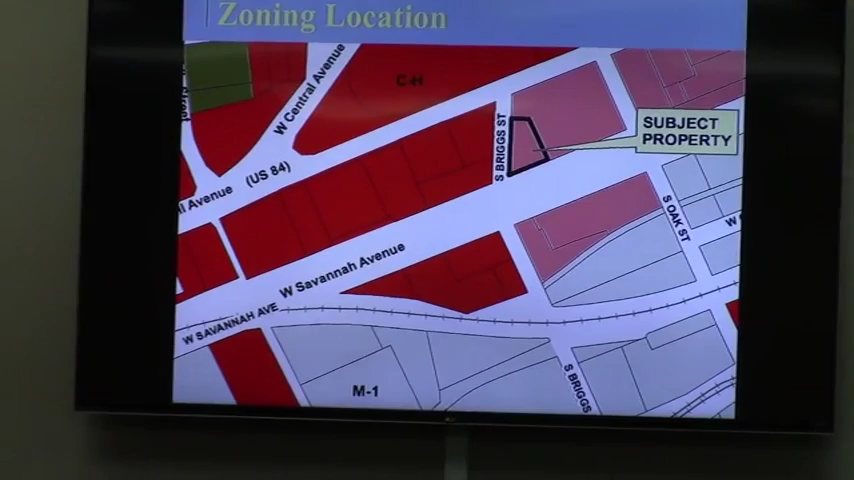 Zoning Location
W Central Avenue
C-H
S BRIGGS ST
SUBJECT
PROPERTY
(US 84)
Avenue
S OAK ST
W Savannah Avenue
W SAVANNAH AVE
M-1
S BRIGGS